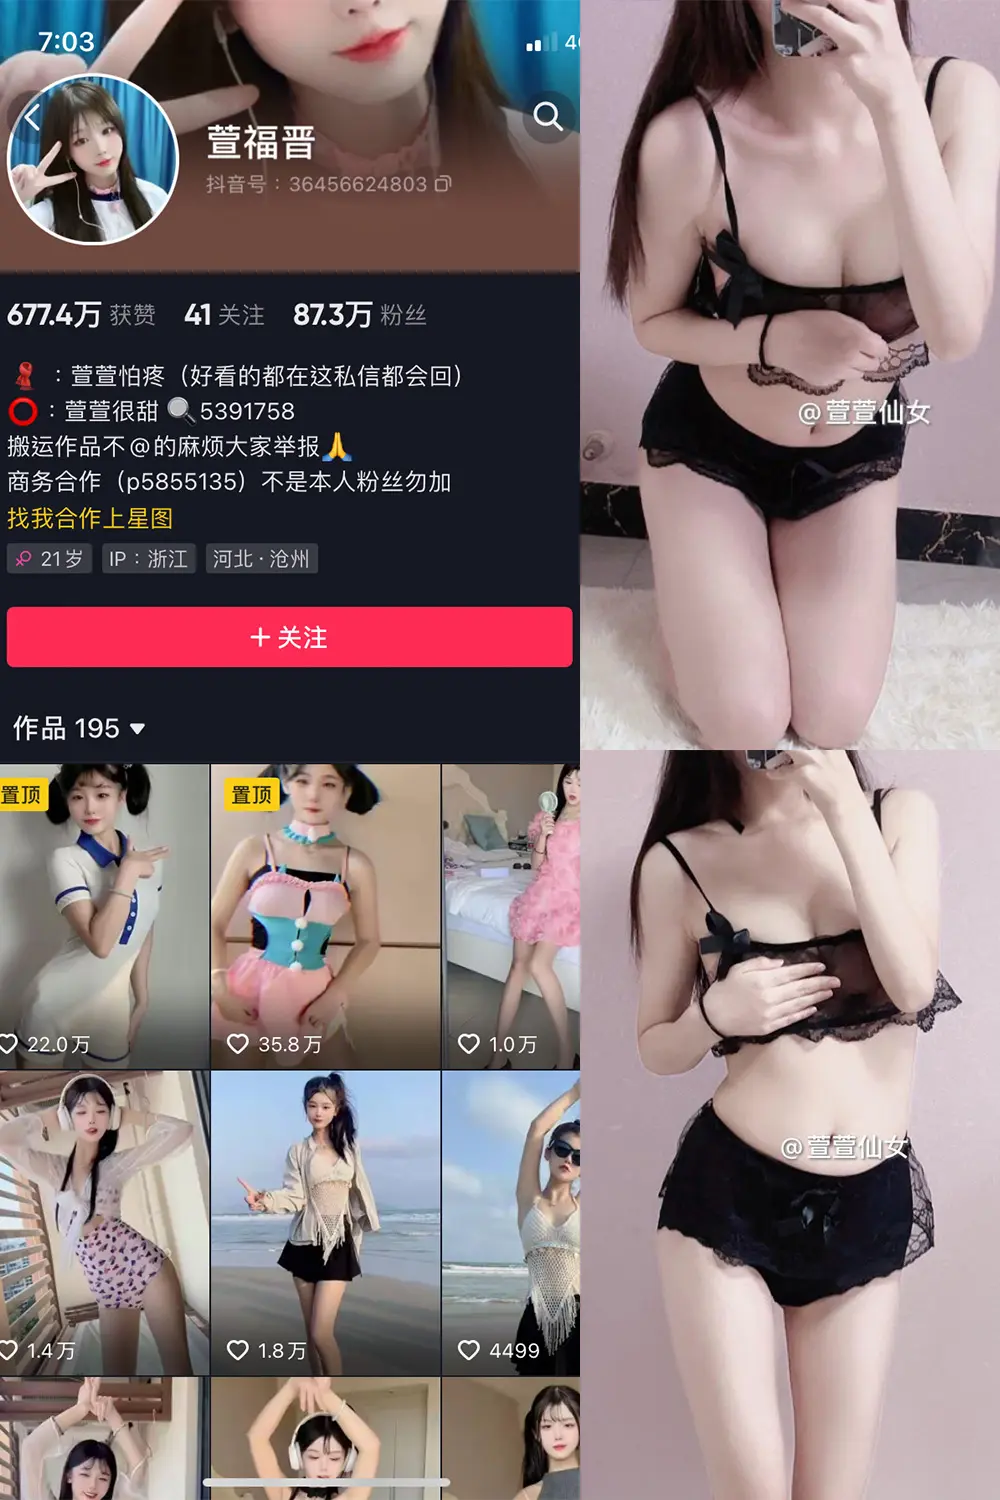 7:03
4G
萱福晋
抖音号：36456624803
677.4万 获赞 41 关注 87.3万 粉丝
：萱萱怕疼（好看的都在这私信都会回）
：萱萱很甜 🔍5391758
搬运作品不@的麻烦大家举报🙏
商务合作（p5855135）不是本人粉丝勿加
找我合作上星图
21岁 IP：浙江 河北·沧州
+ 关注
作品 195
置顶 置顶
22.0万 35.8万 1.0万
1.4万 1.8万 4499
@萱萱仙女
@萱萱仙女